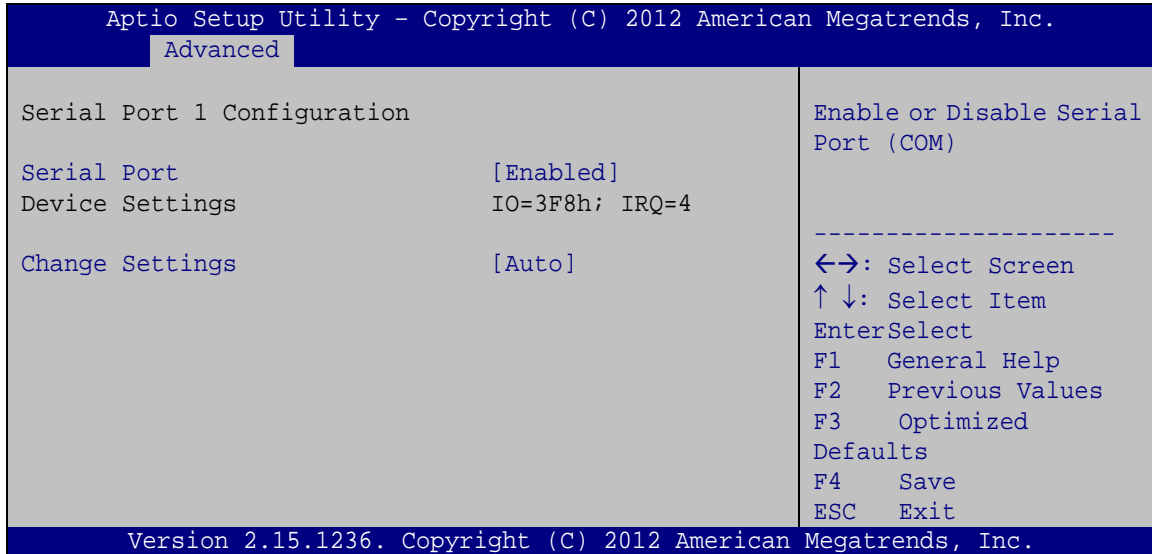 Aptio Setup Utility – Copyright (C) 2012 American Megatrends, Inc.
Advanced
Serial Port 1 Configuration
Serial Port [Enabled]
Device Settings IO=3F8h; IRQ=4
Change Settings [Auto]
Enable or Disable Serial
Port (COM)
---------------------
←→: Select Screen
↑ ↓: Select Item
EnterSelect
F1 General Help
F2 Previous Values
F3 Optimized
Defaults
F4 Save
ESC Exit
Version 2.15.1236. Copyright (C) 2012 American Megatrends, Inc.